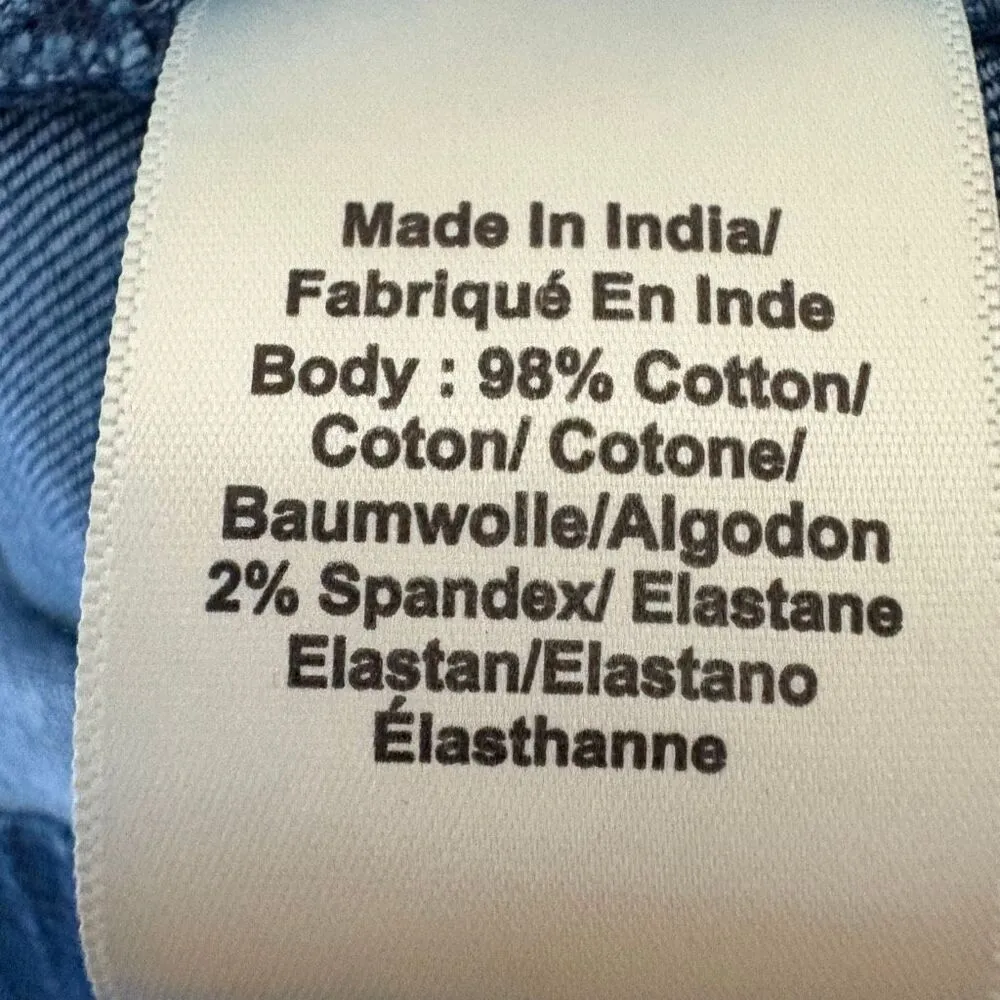 Made In India/
Fabriqué En Inde
Body : 98% Cotton/
Coton/ Cotone/
Baumwolle/Algodon
2% Spandex/ Elastane
Elastan/Elastano
Élasthanne